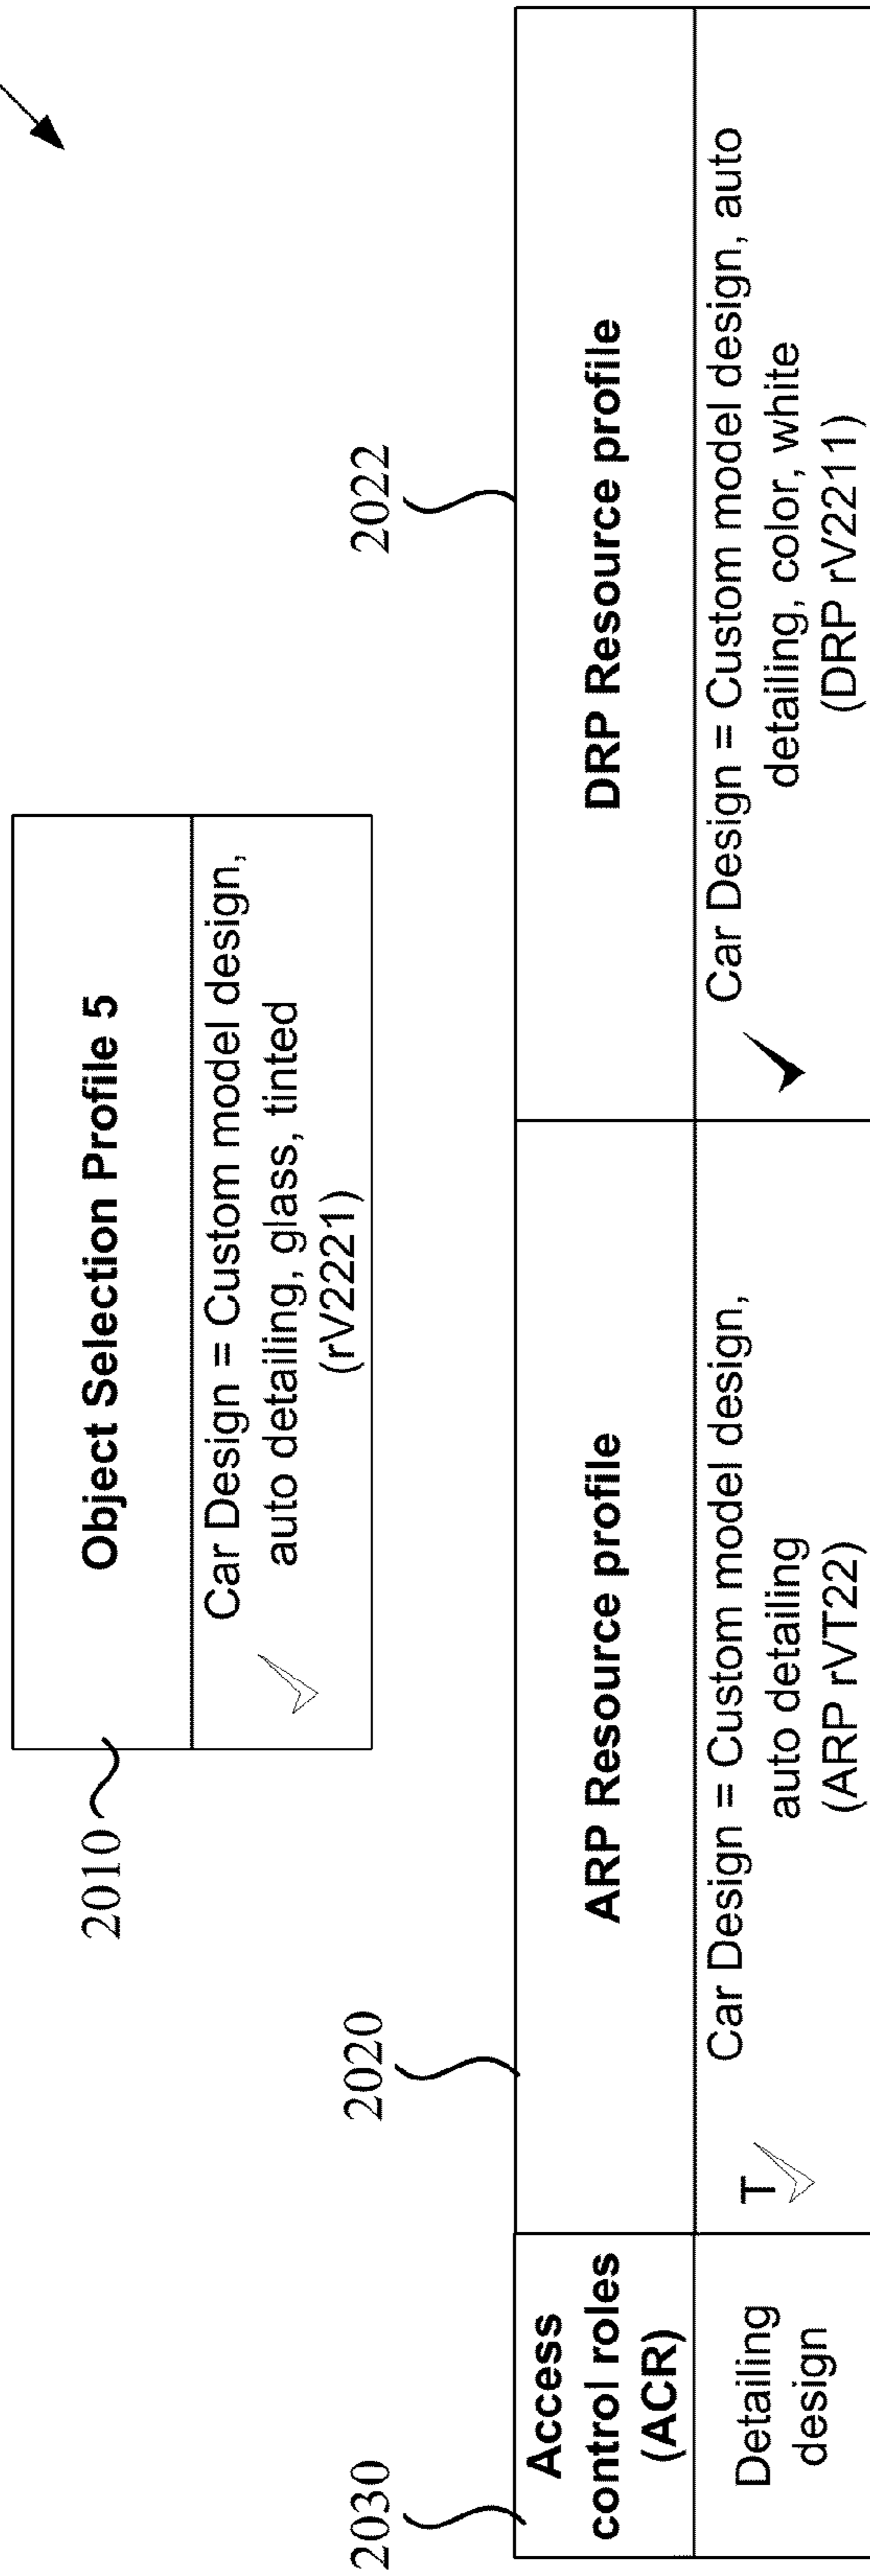 2010
Object Selection Profile 5
Car Design = Custom model design,
auto detailing, glass, tinted
(rV2221)
2030
2020
2022
Access
control roles
(ACR)
ARP Resource profile
DRP Resource profile
Detailing
design
T
Car Design = Custom model design,
auto detailing
(ARP rVT22)
Car Design = Custom model design, auto
detailing, color, white
(DRP rV2211)